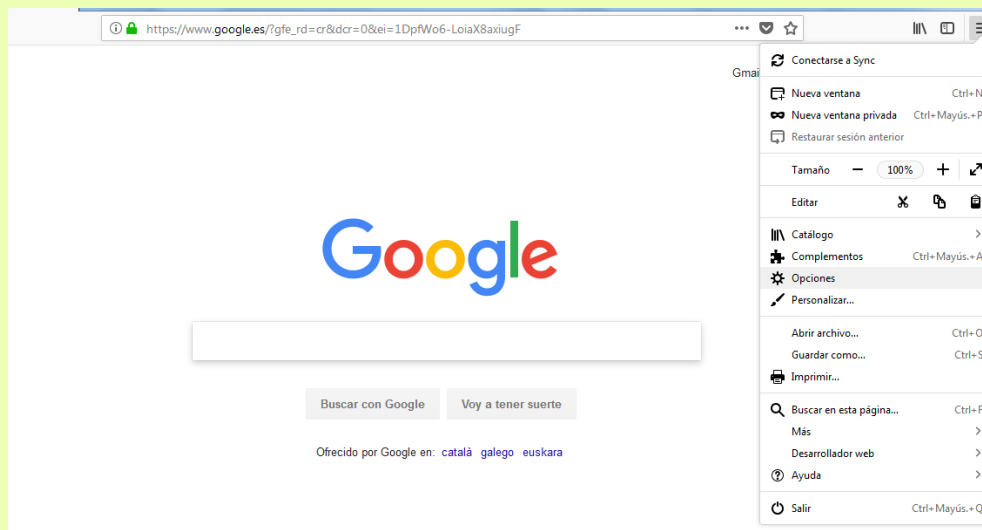 https://www.google.es/?gfe_rd=cr&dcr=0&ei=1DpfWo6-LoiaX8axiugF
Gmai
Conectarse a Sync
Nueva ventana Ctrl+N
Nueva ventana privada Ctrl+Mayús.+P
Restaurar sesión anterior
Tamaño 100%
Editar
Catálogo
Complementos Ctrl+Mayús.+A
Opciones
Personalizar...
Abrir archivo... Ctrl+O
Guardar como... Ctrl+S
Imprimir...
Buscar en esta página... Ctrl+F
Más
Desarrollador web
Ayuda
Salir Ctrl+Mayús.+Q
Google
Buscar con Google Voy a tener suerte
Ofrecido por Google en: català galego euskara